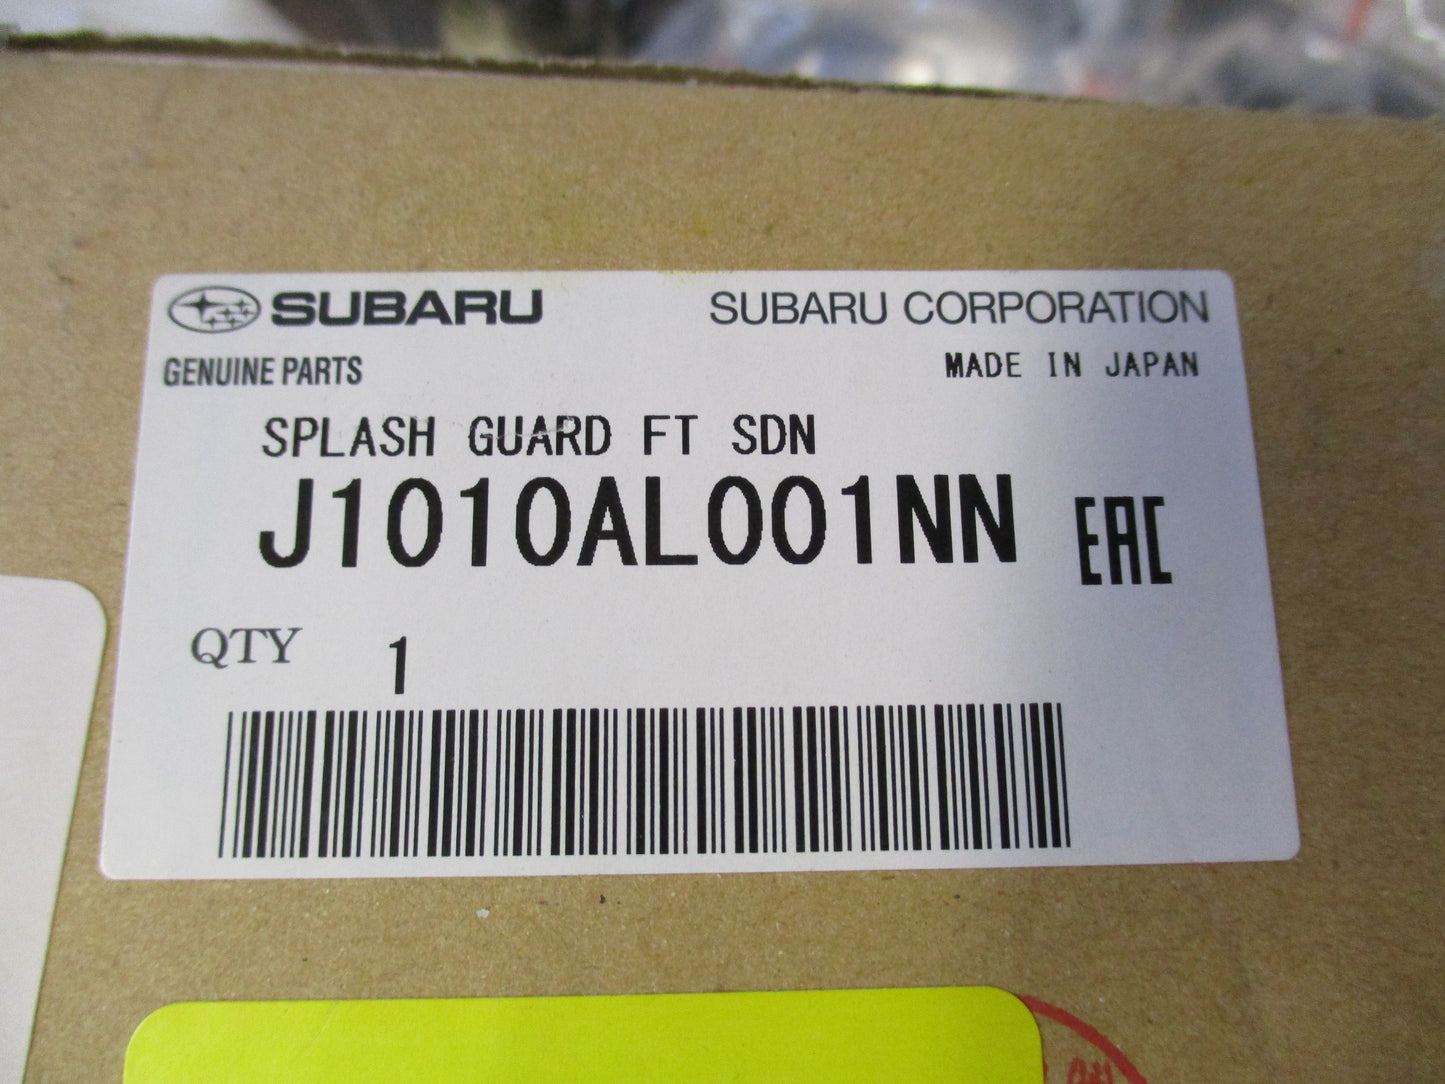 SUBARU SUBARU CORPORATION
GENUINE PARTS MADE IN JAPAN
SPLASH GUARD FT SDN
J1010AL001NN EAC
QTY 1